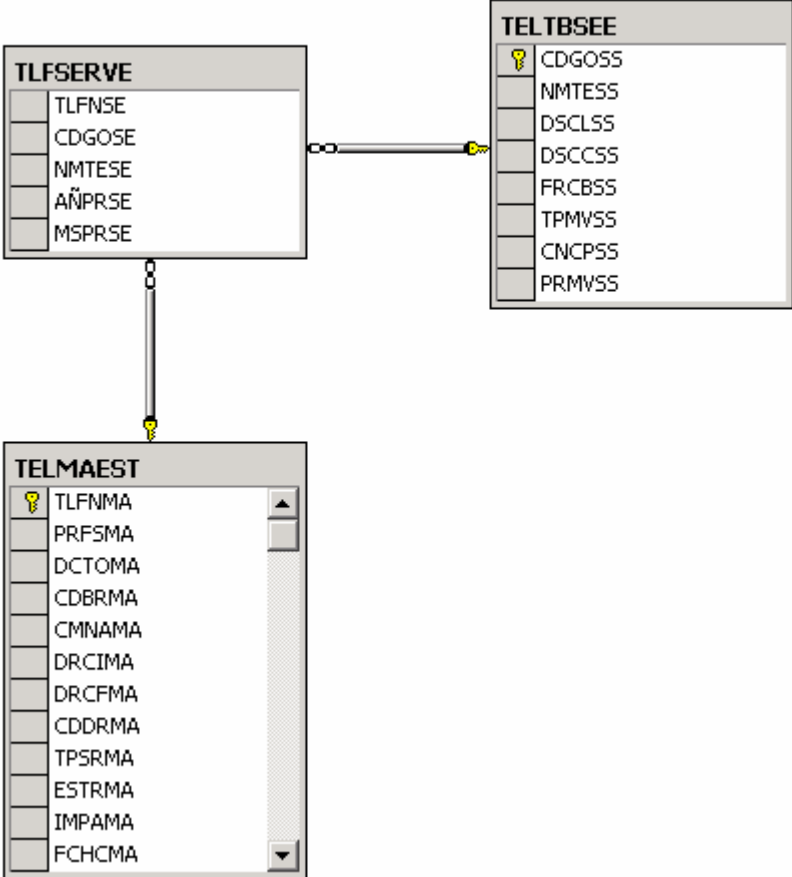 TLFSERVE
TLFNSE
CDGOSE
NMTESE
AÑPRSE
MSPRSE
TELTBSEE
CDGOSS
NMTESS
DSCLSS
DSCCSS
FRCBSS
TPMVSS
CNCPSS
PRMVSS
TELMAEST
TLFNMA
PRFSMA
DCTOMA
CDBRMA
CMNAMA
DRCIMA
DRCFMA
CDDRMA
TPSRMA
ESTRMA
IMPAMA
FCHCMA